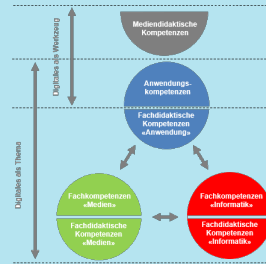 Mediendidaktische
Kompetenzen
Digitales als Werkzeug
Anwendungs-
kompetenzen
Fachdidaktische
Kompetenzen
«Anwendung»
Digitales als Thema
Fachkompetenzen
«Medien»
Fachdidaktische
Kompetenzen
«Medien»
Fachkompetenzen
«Informatik»
Fachdidaktische
Kompetenzen
«Informatik»